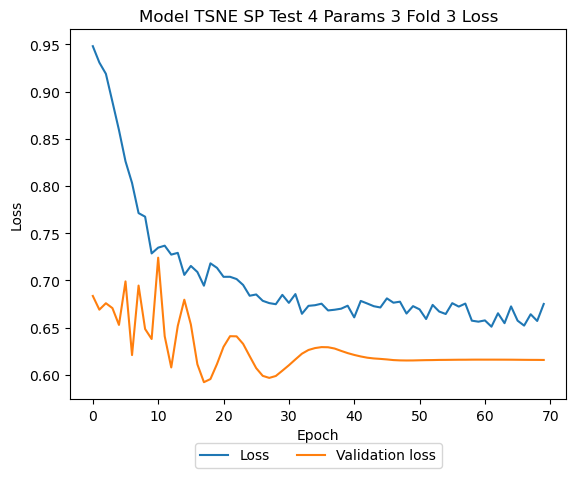 Model TSNE SP Test 4 Params 3 Fold 3 Loss
0.95
0.90
0.85
0.80
0.75
0.70
0.65
0.60
Loss
0 10 20 30 40 50 60 70
Epoch
Loss Validation loss